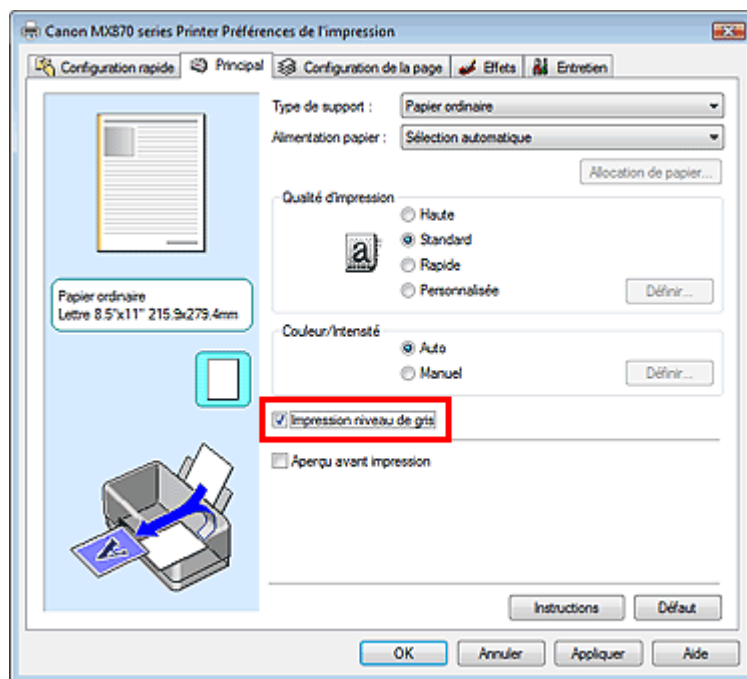 Canon MX870 series Printer Préférences de l'impression
Configuration rapide Principal Configuration de la page Effets Entretien
Type de support : Papier ordinaire
Alimentation papier : Sélection automatique
Allocation de papier...
Qualité d'impression
Haute
a Standard
Rapide
Personnalisée Définir...
Papier ordinaire
Lettre 8.5"x11" 215.9x279.4mm
Couleur/Intensité
Auto
Manuel Définir...
Impression niveau de gris
Aperçu avant impression
A
Instructions Défaut
OK Annuler Appliquer Aide